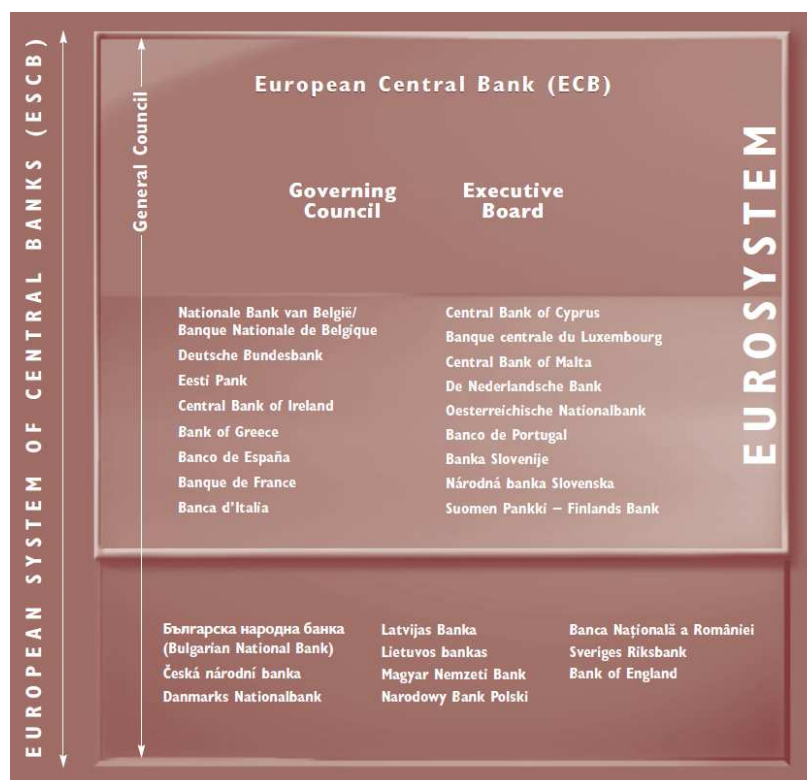 EUROPEAN SYSTEM OF CENTRAL BANKS (ESCB)
General Council
European Central Bank (ECB)
Governing
Council
Executive
Board
EUROSYSTEM
Nationale Bank van België/
Banque Nationale de Belgique
Deutsche Bundesbank
Eesti Pank
Central Bank of Ireland
Bank of Greece
Banco de España
Banque de France
Banca d’Italia
Central Bank of Cyprus
Banque centrale du Luxembourg
Central Bank of Malta
De Nederlandsche Bank
Oesterreichische Nationalbank
Banco de Portugal
Banka Slovenije
Národná banka Slovenska
Suomen Pankki – Finlands Bank
Българска народна банка
(Bulgarian National Bank)
Česká národní banka
Danmarks Nationalbank
Latvijas Banka
Lietuvos bankas
Magyar Nemzeti Bank
Narodowy Bank Polski
Banca Națională a României
Sveriges Riksbank
Bank of England